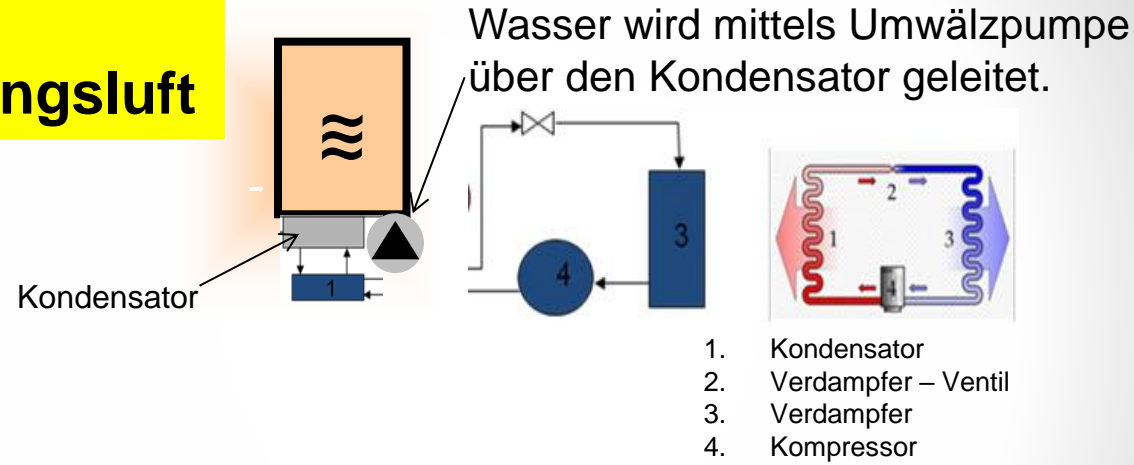 ngsluft
Wasser wird mittels Umwälzpumpe
über den Kondensator geleitet.
Kondensator
1
4
3
1
2
3
4
1. Kondensator
2. Verdampfer – Ventil
3. Verdampfer
4. Kompressor